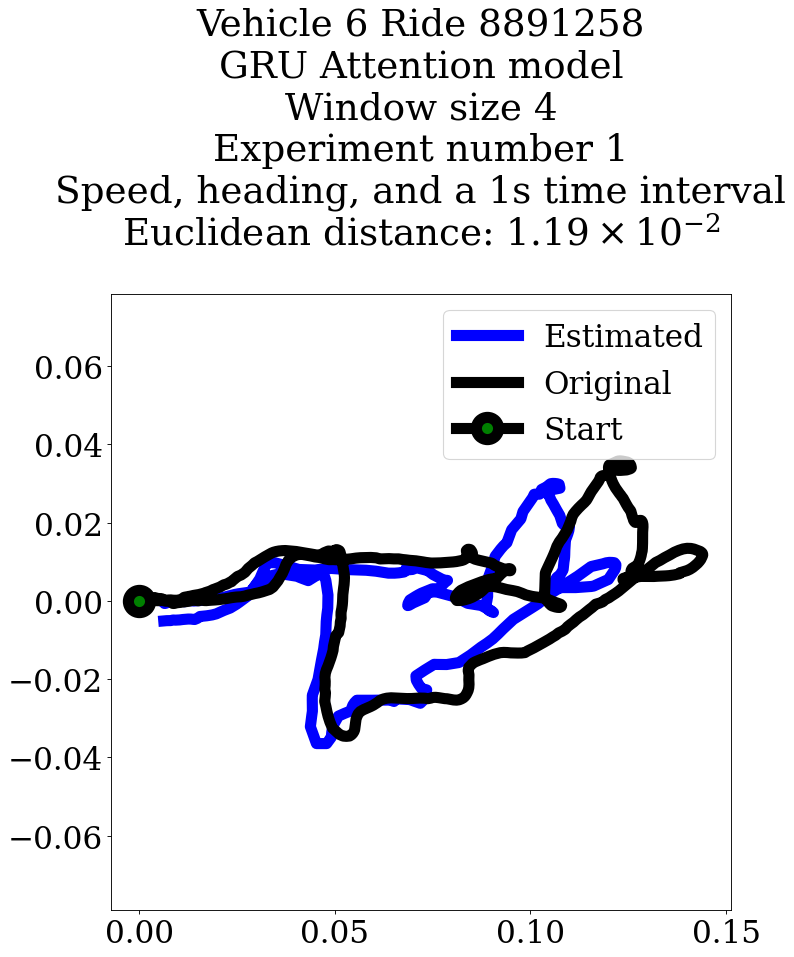 Vehicle 6 Ride 8891258
GRU Attention model
Window size 4
Experiment number 1
Speed, heading, and a 1s time interval
Euclidean distance: 1.19 × 10⁻²
Estimated
Original
Start
0.06
0.04
0.02
0.00
−0.02
−0.04
−0.06
0.00 0.05 0.10 0.15